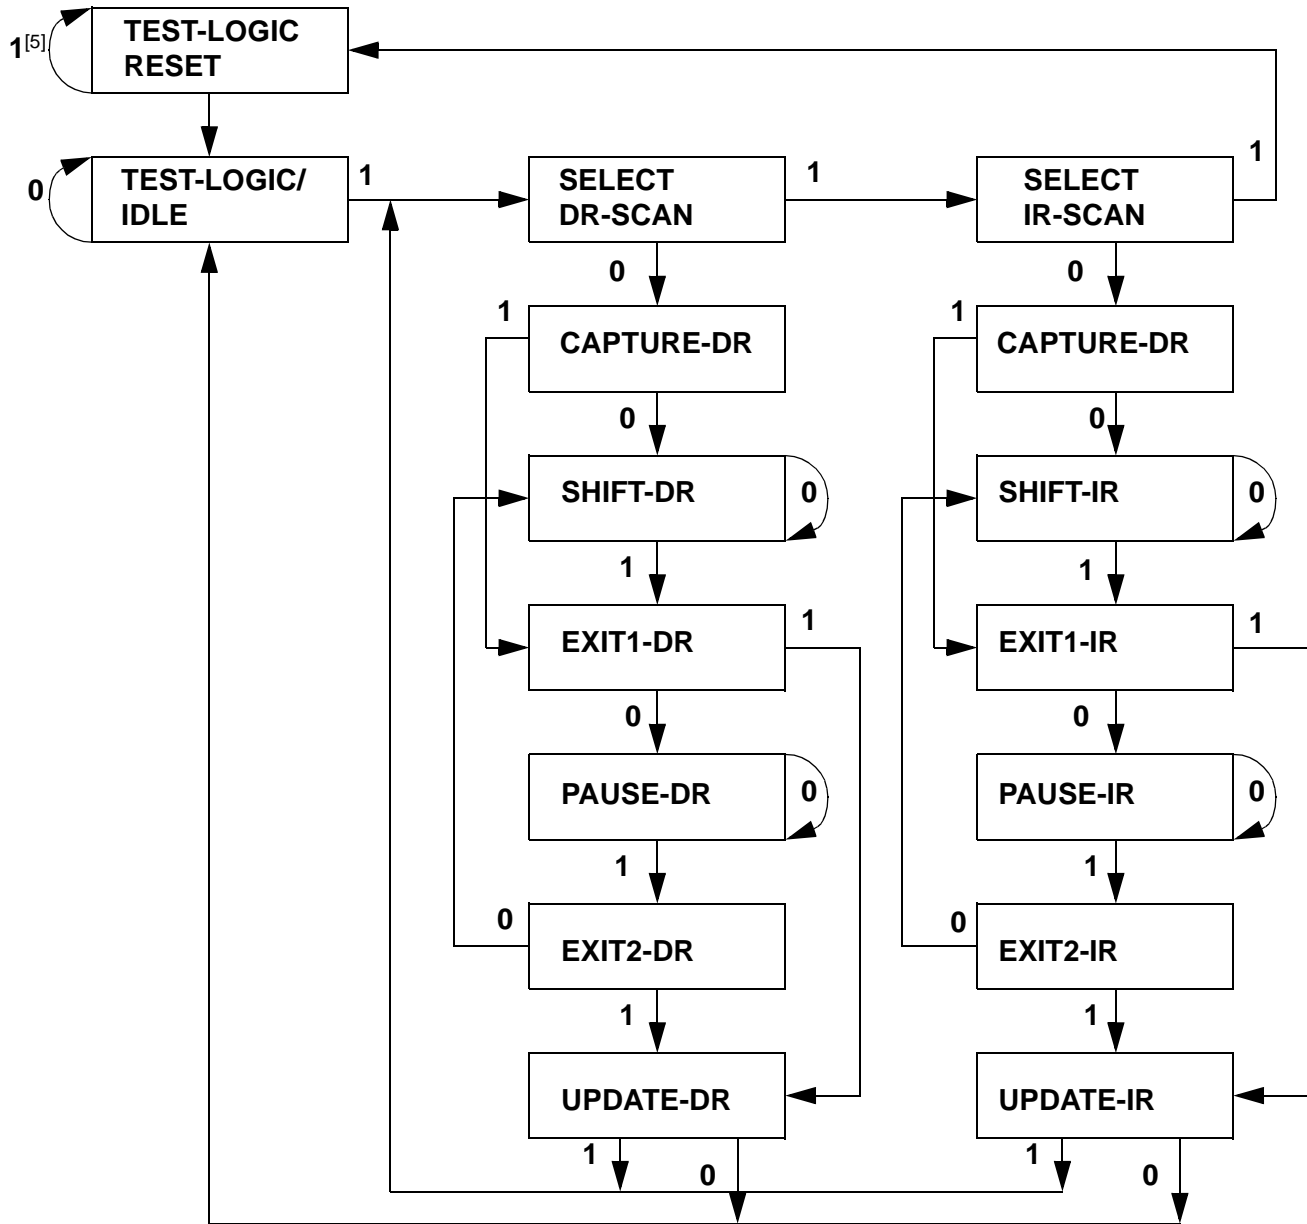 TEST-LOGIC
RESET
1[5]
TEST-LOGIC/
IDLE
0
1
SELECT
DR-SCAN
1
SELECT
IR-SCAN
1
0
0
1
CAPTURE-DR
1
CAPTURE-DR
0
0
SHIFT-DR
0
SHIFT-IR
0
1
1
EXIT1-DR
1
EXIT1-IR
1
0
0
PAUSE-DR
0
PAUSE-IR
0
1
1
0
EXIT2-DR
0
EXIT2-IR
1
1
UPDATE-DR
UPDATE-IR
1
0
1
0